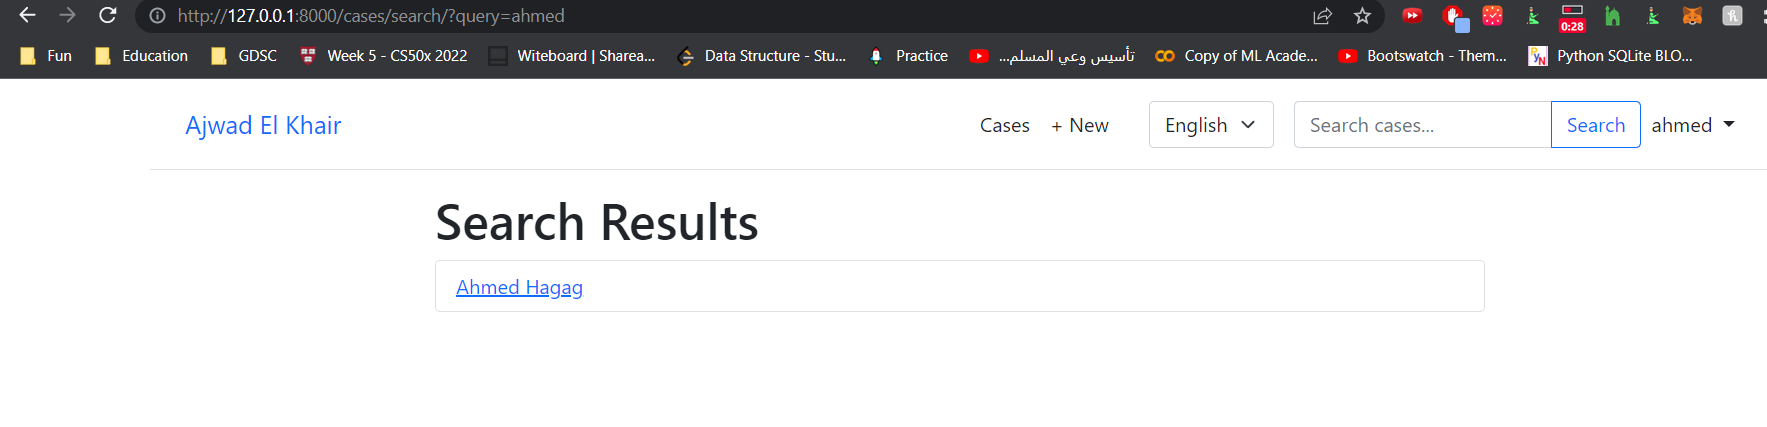 http://127.0.0.1:8000/cases/search/?query=ahmed
0:28
Fun Education GDSC Week 5 - CS50x 2022 Witeboard | Sharea... Data Structure - Stu... Practice تأسيس وعي المسلم... Copy of ML Acade... Bootswatch - Them... Python SQLite BLO...
Ajwad El Khair Cases + New English Search cases... Search ahmed
Search Results
Ahmed Hagag